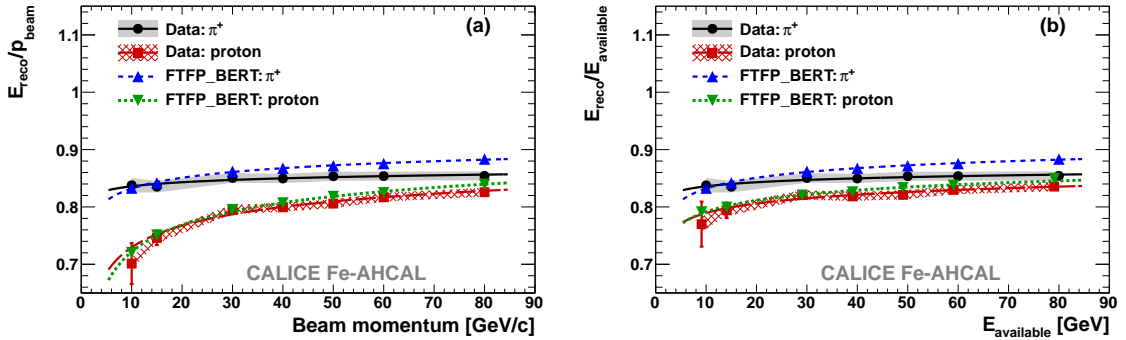 (a)
Data: π+
Data: proton
FTFP_BERT: π+
FTFP_BERT: proton
E_reco/p_beam
1.1
1
0.9
0.8
0.7
CALICE Fe-AHCAL
0 10 20 30 40 50 60 70 80 90
Beam momentum [GeV/c]
(b)
Data: π+
Data: proton
FTFP_BERT: π+
FTFP_BERT: proton
E_reco/E_available
1.1
1
0.9
0.8
0.7
CALICE Fe-AHCAL
0 10 20 30 40 50 60 70 80 90
E_available [GeV]